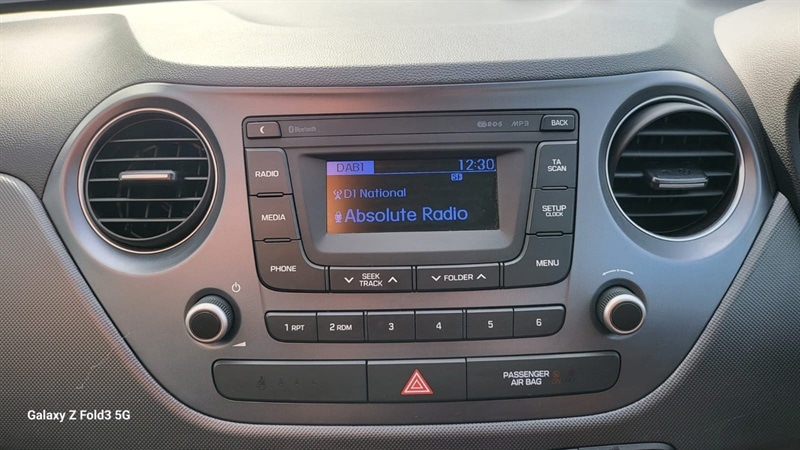 Bluetooth RDS MP3 BACK
RADIO
DAB1 12:30
TA
SCAN
MEDIA
D1 National
Absolute Radio
SETUP
CLOCK
PHONE
SEEK
TRACK
FOLDER
MENU
1 RPT 2 RDM 3 4 5 6
PASSENGER
AIR BAG
Galaxy Z Fold3 5G